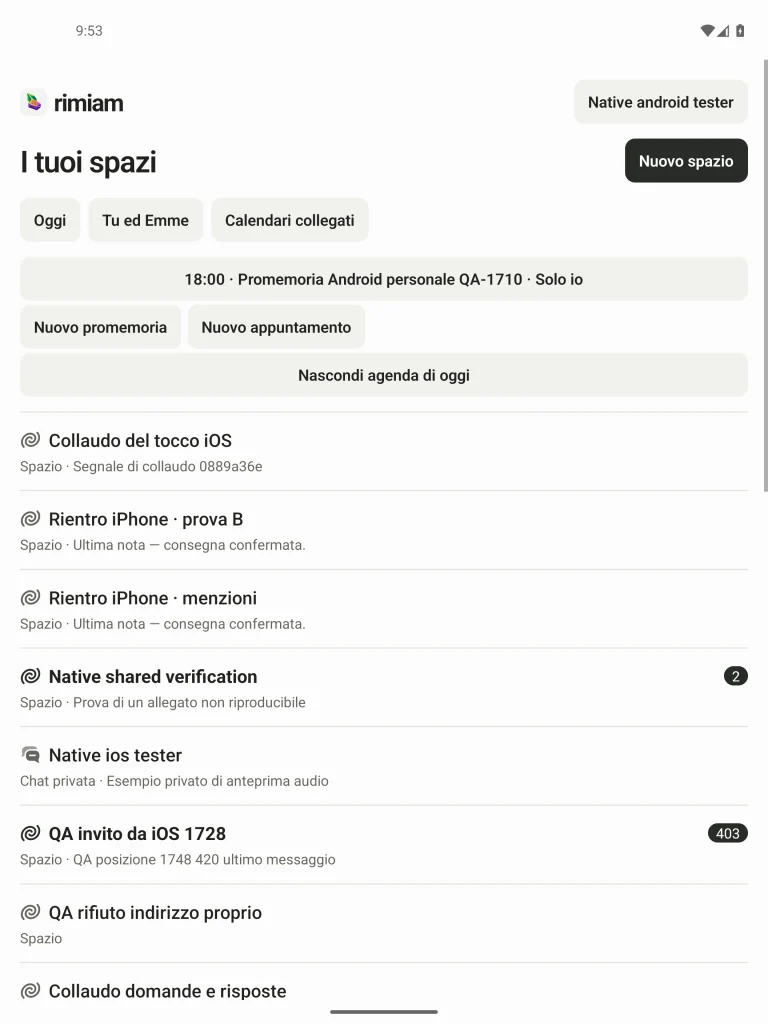 9:53
rimiam
Native android tester
I tuoi spazi
Nuovo spazio
Oggi
Tu ed Emme
Calendari collegati
18:00 · Promemoria Android personale QA-1710 · Solo io
Nuovo promemoria
Nuovo appuntamento
Nascondi agenda di oggi
Collaudo del tocco iOS
Spazio · Segnale di collaudo 0889a36e
Rientro iPhone · prova B
Spazio · Ultima nota — consegna confermata.
Rientro iPhone · menzioni
Spazio · Ultima nota — consegna confermata.
Native shared verification
2
Spazio · Prova di un allegato non riproducibile
Native ios tester
Chat privata · Esempio privato di anteprima audio
QA invito da iOS 1728
403
Spazio · QA posizione 1748 420 ultimo messaggio
QA rifiuto indirizzo proprio
Spazio
Collaudo domande e risposte